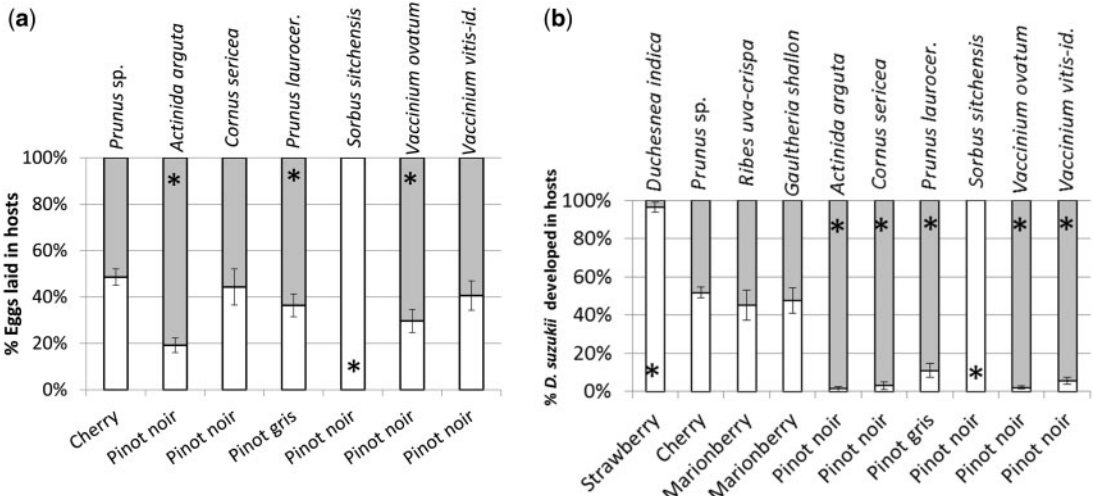 (a)
Prunus sp.
Actinida arguta
Cornus sericea
Prunus laurocer.
Sorbus sitchensis
Vaccinium ovatum
Vaccinium vitis-id.
% Eggs laid in hosts
100%
80%
60%
40%
20%
0%
*
*
*
*
Cherry
Pinot noir
Pinot noir
Pinot gris
Pinot noir
Pinot noir
Pinot noir
(b)
Duchesnea indica
Prunus sp.
Ribes uva-crispa
Gaultheria shallon
Actinida arguta
Cornus sericea
Prunus laurocer.
Sorbus sitchensis
Vaccinium ovatum
Vaccinium vitis-id.
% D. suzukii developed in hosts
100%
80%
60%
40%
20%
0%
*
*
*
*
*
*
*
Strawberry
Cherry
Marionberry
Marionberry
Pinot noir
Pinot noir
Pinot gris
Pinot noir
Pinot noir
Pinot noir